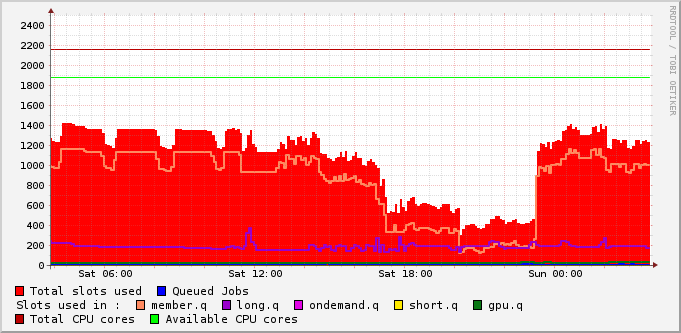 2400
2200
2000
1800
1600
1400
1200
1000
800
600
400
200
0
Sat 06:00 Sat 12:00 Sat 18:00 Sun 00:00
RRDTOOL / TOBI OETIKER
Total slots used Queued Jobs
Slots used in : member.q long.q ondemand.q short.q gpu.q
Total CPU cores Available CPU cores